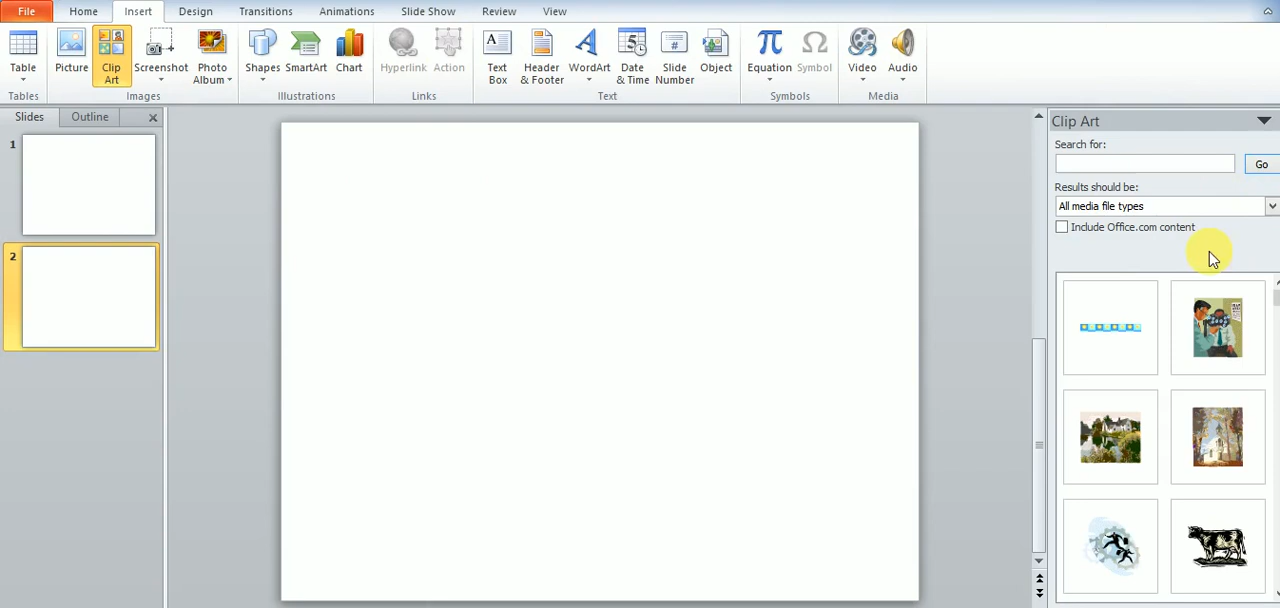 File Home Insert Design Transitions Animations Slide Show Review View
Table Picture Clip Art Screenshot Photo Album Shapes SmartArt Chart Hyperlink Action Text Box Header & Footer WordArt Date & Time Slide Number Object Equation Symbol Video Audio
Tables Images Illustrations Links Text Symbols Media
Slides Outline
1
2
Clip Art
Search for:
Go
Results should be:
All media file types
Include Office.com content